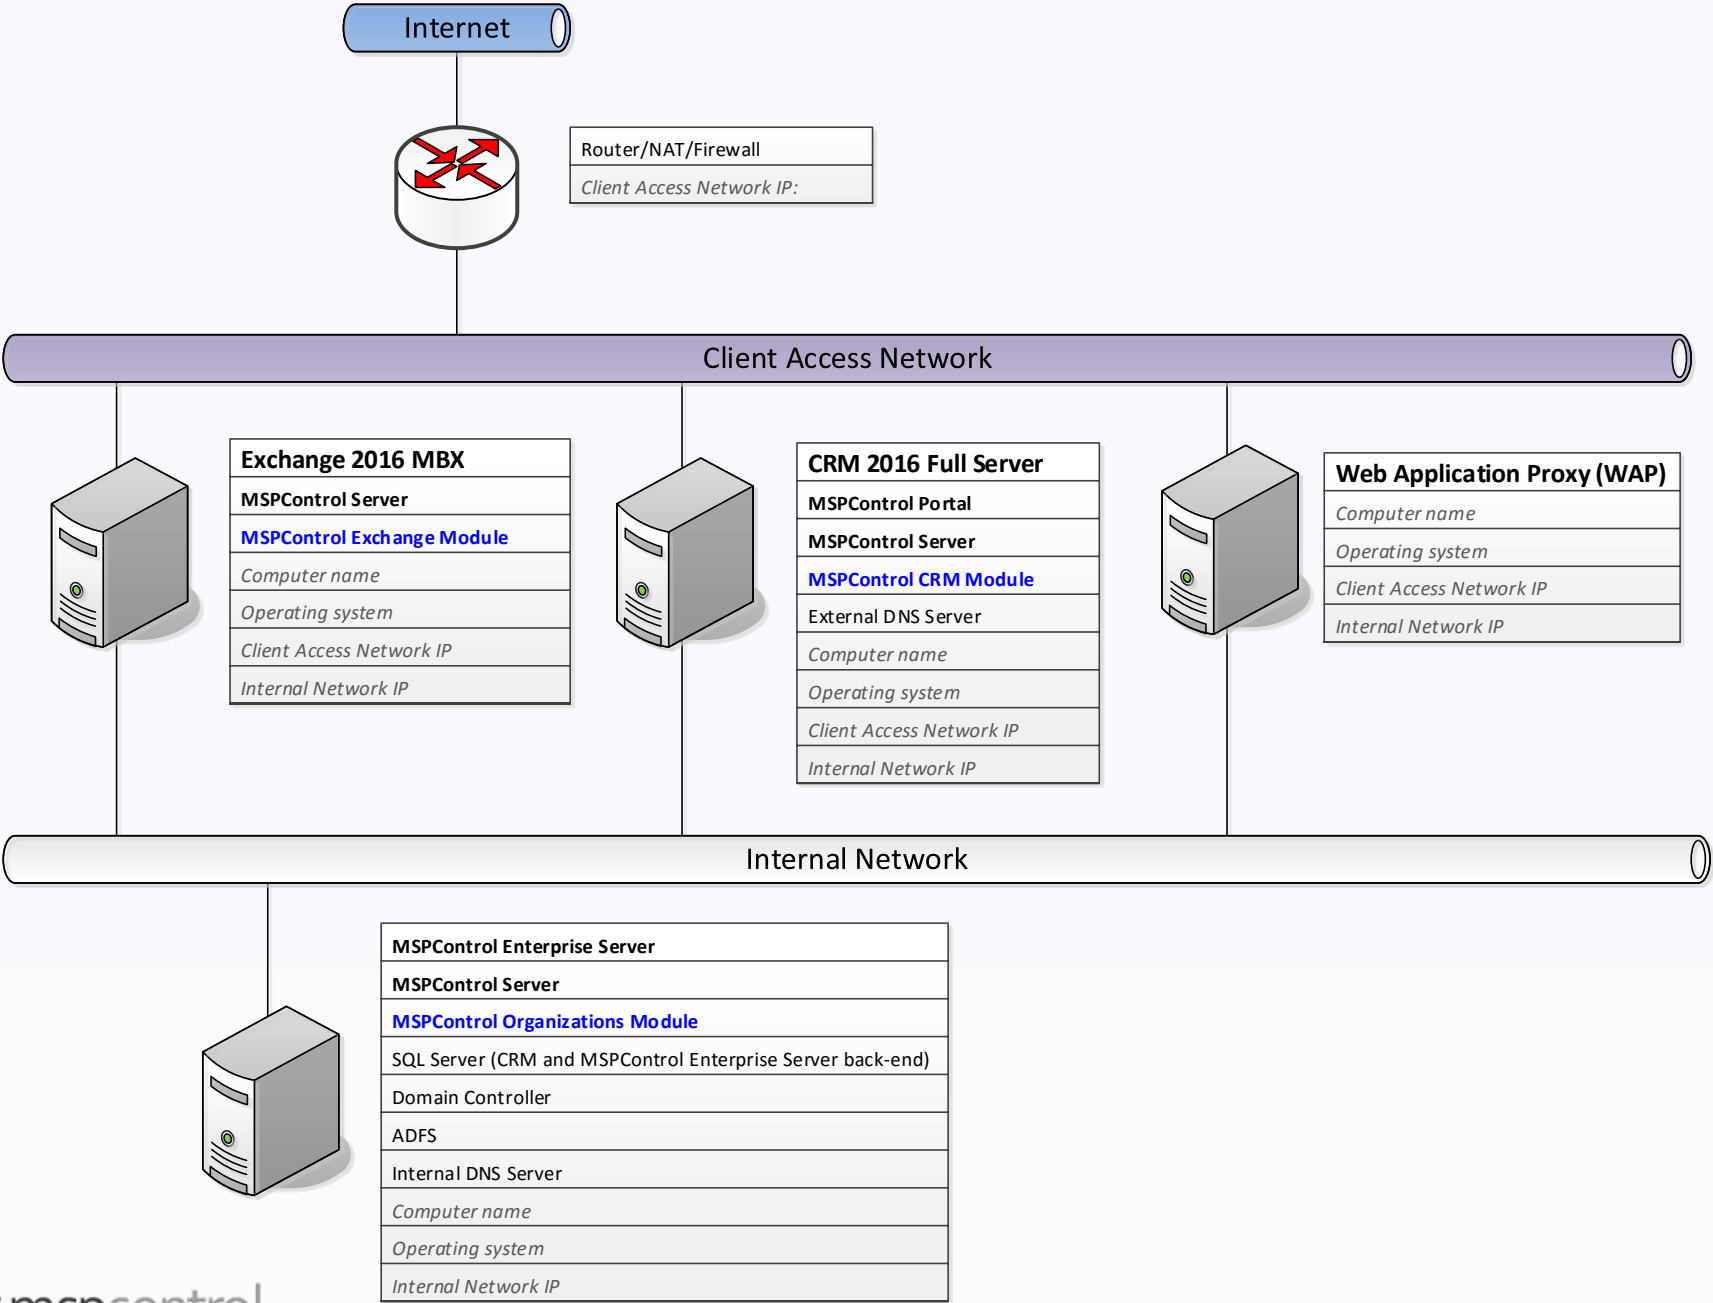 Internet
Router/NAT/Firewall
Client Access Network IP:
Client Access Network
Exchange 2016 MBX
MSPControl Server
MSPControl Exchange Module
Computer name
Operating system
Client Access Network IP
Internal Network IP
CRM 2016 Full Server
MSPControl Portal
MSPControl Server
MSPControl CRM Module
External DNS Server
Computer name
Operating system
Client Access Network IP
Internal Network IP
Web Application Proxy (WAP)
Computer name
Operating system
Client Access Network IP
Internal Network IP
Internal Network
MSPControl Enterprise Server
MSPControl Server
MSPControl Organizations Module
SQL Server (CRM and MSPControl Enterprise Server back-end)
Domain Controller
ADFS
Internal DNS Server
Computer name
Operating system
Internal Network IP
mspcontrol